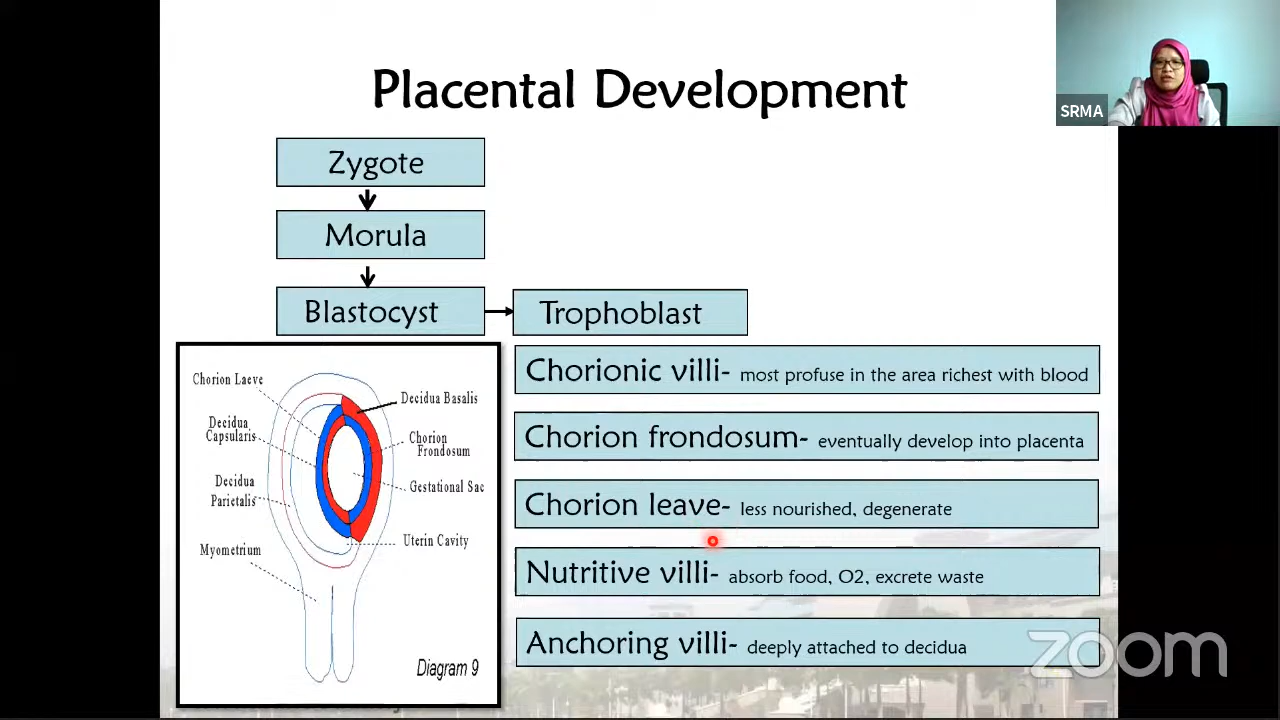 Placental Development
SRMA
Zygote
Morula
Blastocyst
Trophoblast
Chorionic villi- most profuse in the area richest with blood
Chorion frondosum- eventually develop into placenta
Chorion leave- less nourished, degenerate
Nutritive villi- absorb food, O2, excrete waste
Anchoring villi- deeply attached to decidua
Chorion Laeve
Decidua
Capsularis
Decidua
Parietalis
Myometrium
Decidua Basalis
Chorion
Frondosum
Gestational Sac
Uterin Cavity
Diagram 9
zoom